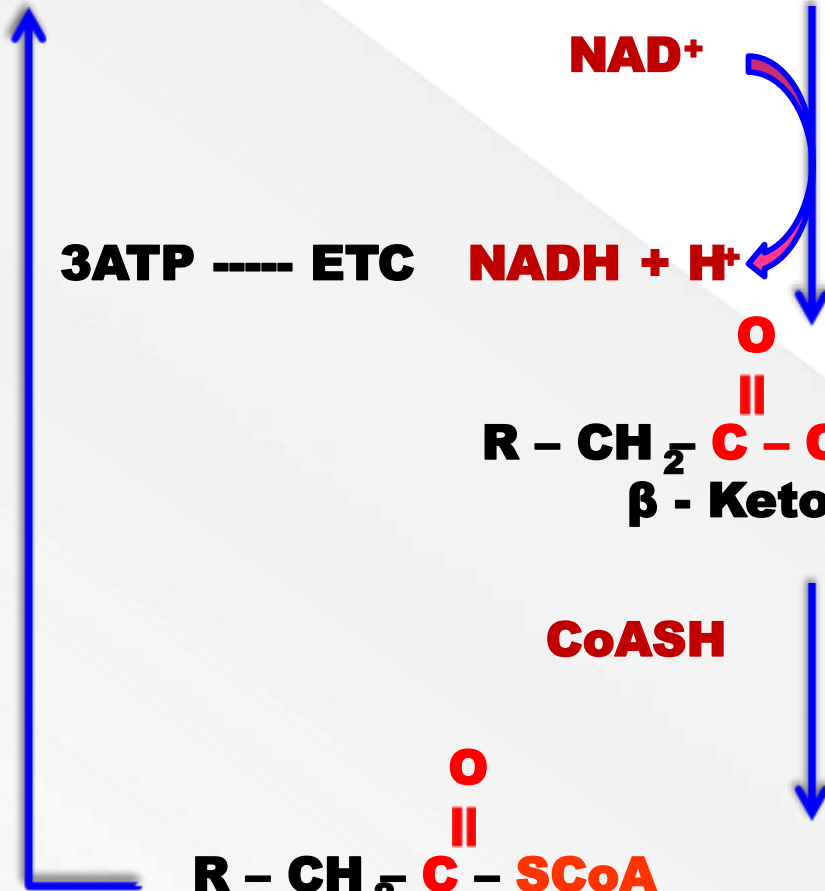 NAD⁺
3ATP ----- ETC NADH + H⁺
O
||
R – CH₂ – C –
β - Keto
CoASH
O
||
R – CH₂ – C – SCoA